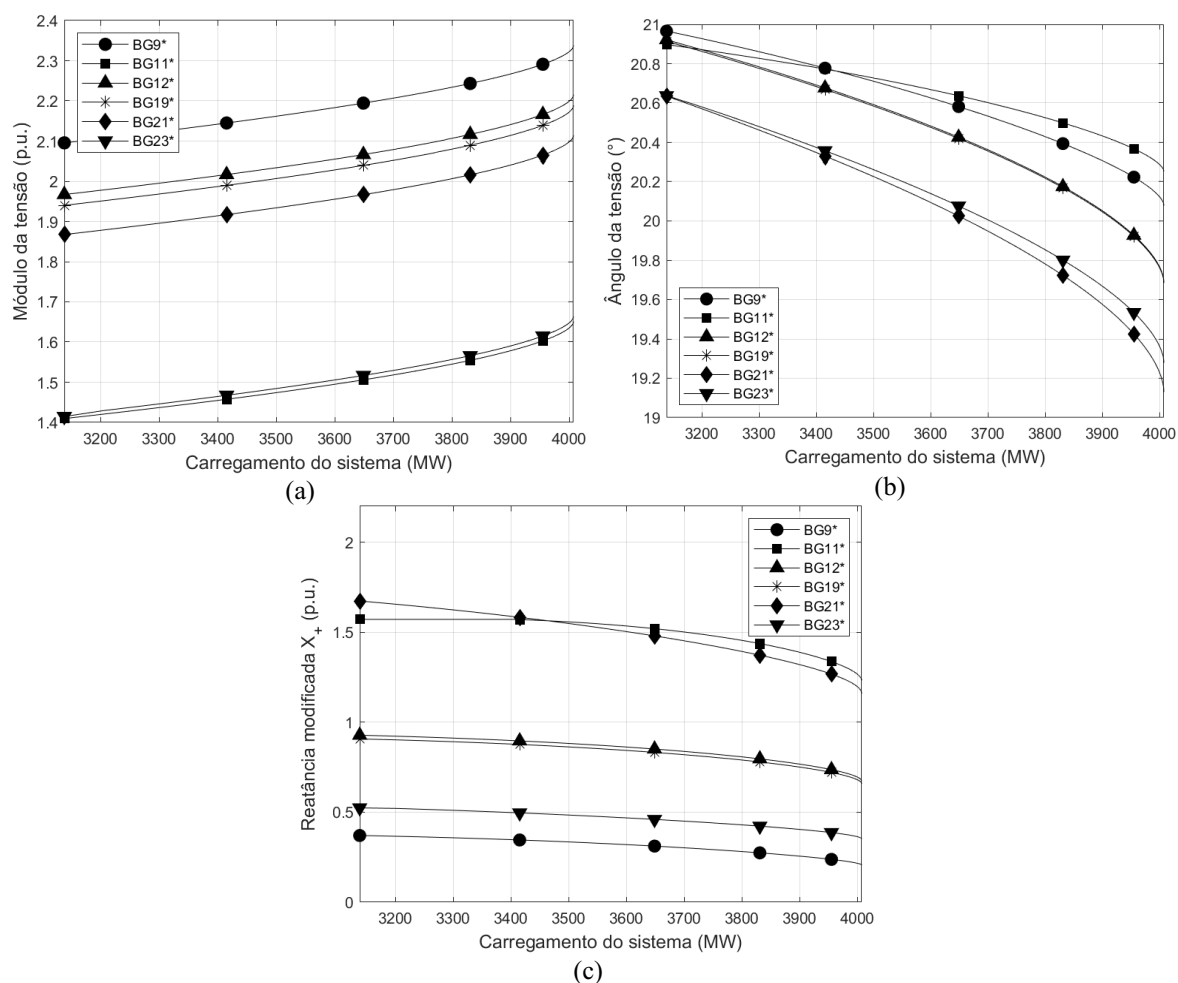 2.4
2.3
2.2
2.1
2
1.9
1.8
1.7
1.6
1.5
1.4
Módulo da tensão (p.u.)
BG9*
BG11*
BG12*
BG19*
BG21*
BG23*
3200 3300 3400 3500 3600 3700 3800 3900 4000
Carregamento do sistema (MW)
(a)
21
20.8
20.6
20.4
20.2
20
19.8
19.6
19.4
19.2
19
Ângulo da tensão (°)
BG9*
BG11*
BG12*
BG19*
BG21*
BG23*
3200 3300 3400 3500 3600 3700 3800 3900 4000
Carregamento do sistema (MW)
(b)
2
1.5
1
0.5
0
Reatância modificada X+ (p.u.)
BG9*
BG11*
BG12*
BG19*
BG21*
BG23*
3200 3300 3400 3500 3600 3700 3800 3900 4000
Carregamento do sistema (MW)
(c)